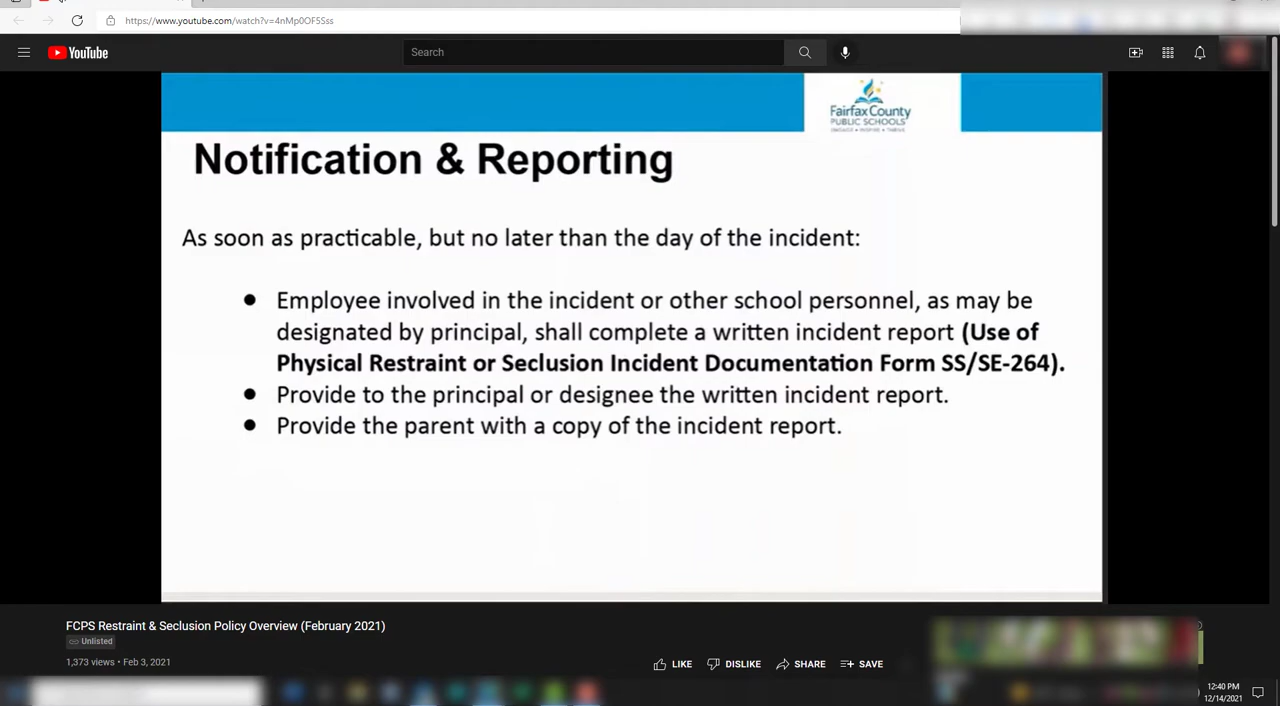 https://www.youtube.com/watch?v=4nMp0OF5Sss
YouTube
Search
Fairfax County
PUBLIC SCHOOLS
ENGAGE • INSPIRE • THRIVE
Notification & Reporting
As soon as practicable, but no later than the day of the incident:
● Employee involved in the incident or other school personnel, as may be
designated by principal, shall complete a written incident report (Use of
Physical Restraint or Seclusion Incident Documentation Form SS/SE-264).
● Provide to the principal or designee the written incident report.
● Provide the parent with a copy of the incident report.
FCPS Restraint & Seclusion Policy Overview (February 2021)
Unlisted
1,373 views • Feb 3, 2021
LIKE DISLIKE SHARE SAVE
12:40 PM
12/14/2021